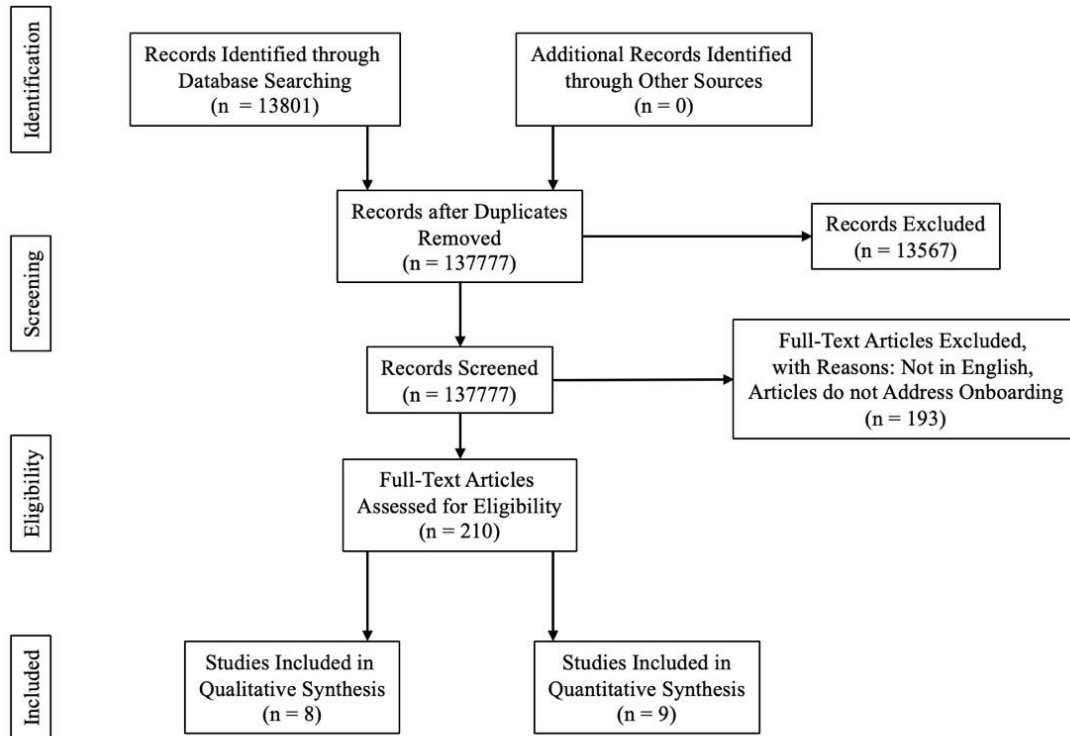 Identification
Records Identified through
Database Searching
(n = 13801)
Additional Records Identified
through Other Sources
(n = 0)
Records after Duplicates
Removed
(n = 137777)
Records Excluded
(n = 13567)
Screening
Records Screened
(n = 137777)
Full-Text Articles Excluded,
with Reasons: Not in English,
Articles do not Address Onboarding
(n = 193)
Eligibility
Full-Text Articles
Assessed for Eligibility
(n = 210)
Included
Studies Included in
Qualitative Synthesis
(n = 8)
Studies Included in
Quantitative Synthesis
(n = 9)